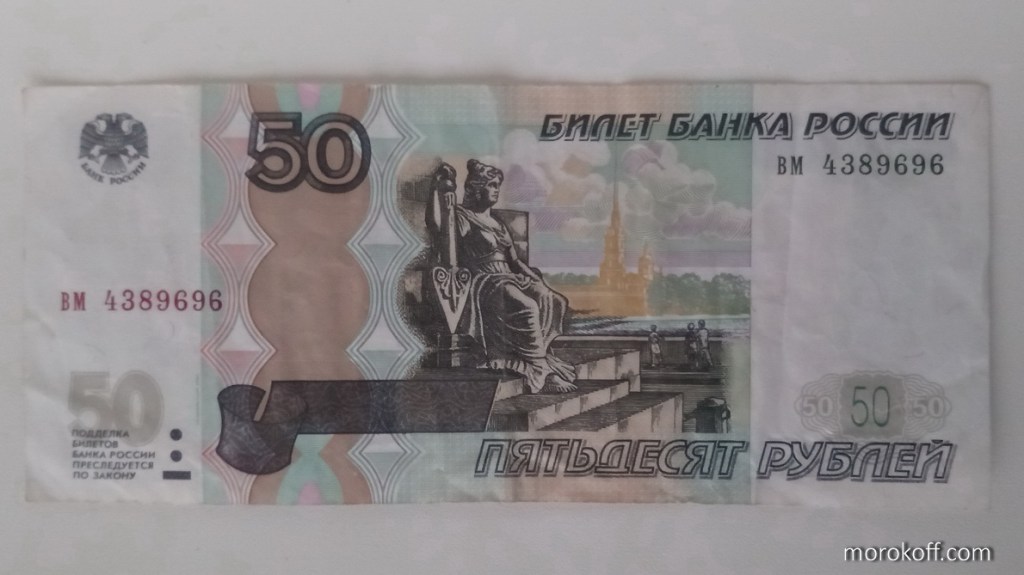 БАНК РОССИИ
50
БИЛЕТ БАНКА РОССИИ
вм 4389696
вм 4389696
50
ПОДДЕЛКА
БИЛЕТОВ
БАНКА РОССИИ
ПРЕСЛЕДУЕТСЯ
ПО ЗАКОНУ
50 50 50
ПЯТЬДЕСЯТ РУБЛЕЙ
morokoff.com